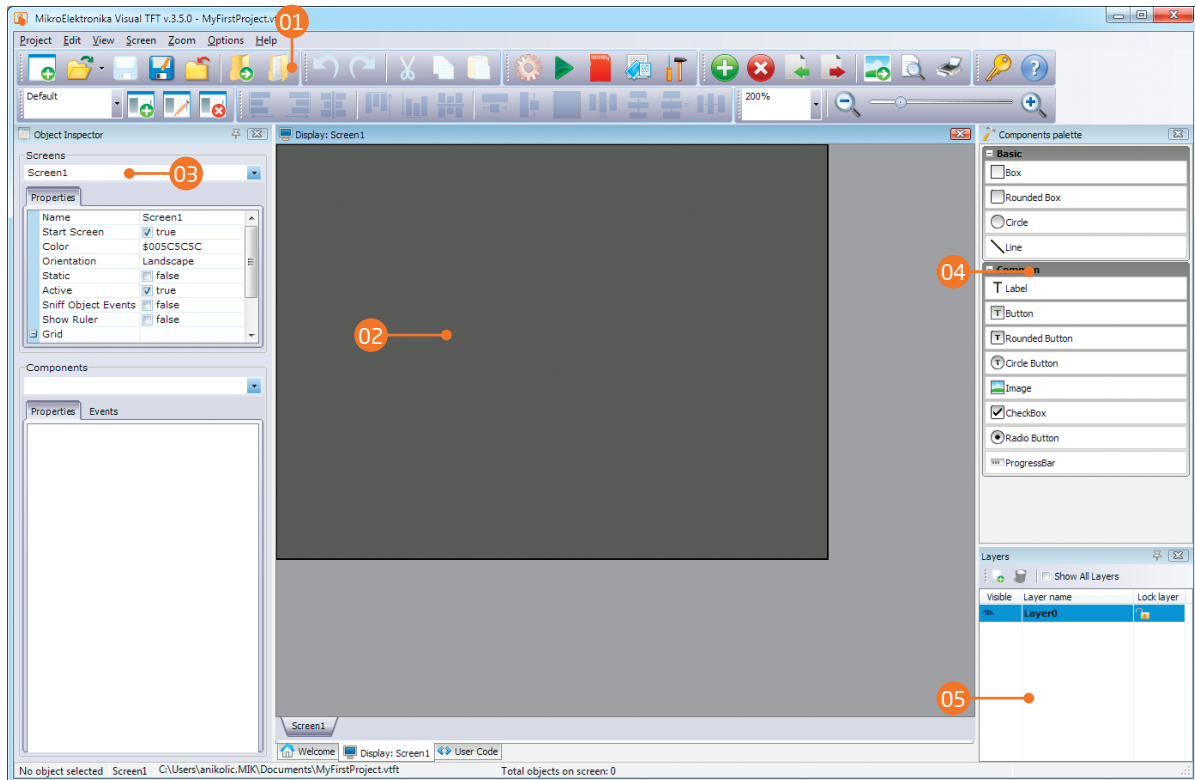 MikroElektronika Visual TFT v.3.5.0 - MyFirstProject.vtft
01
Project Edit View Screen Zoom Options Help
Default
200%
Object Inspector
Screens
Screen1
03
Properties
Name Screen1
Start Screen true
Color $005C5C5C
Orientation Landscape
Static false
Active true
Sniff Object Events false
Show Ruler false
Grid
Components
Properties Events
Display: Screen1
02
Screen1
Welcome Display: Screen1 User Code
Components palette
Basic
Box
Rounded Box
Circle
Line
04
Common
T Label
T Button
T Rounded Button
T Circle Button
Image
CheckBox
Radio Button
ProgressBar
Layers
Show All Layers
Visible Layer name Lock layer
Layer0
05
No object selected Screen1 C:\Users\anikolic.MIK\Documents\MyFirstProject.vtft Total objects on screen: 0